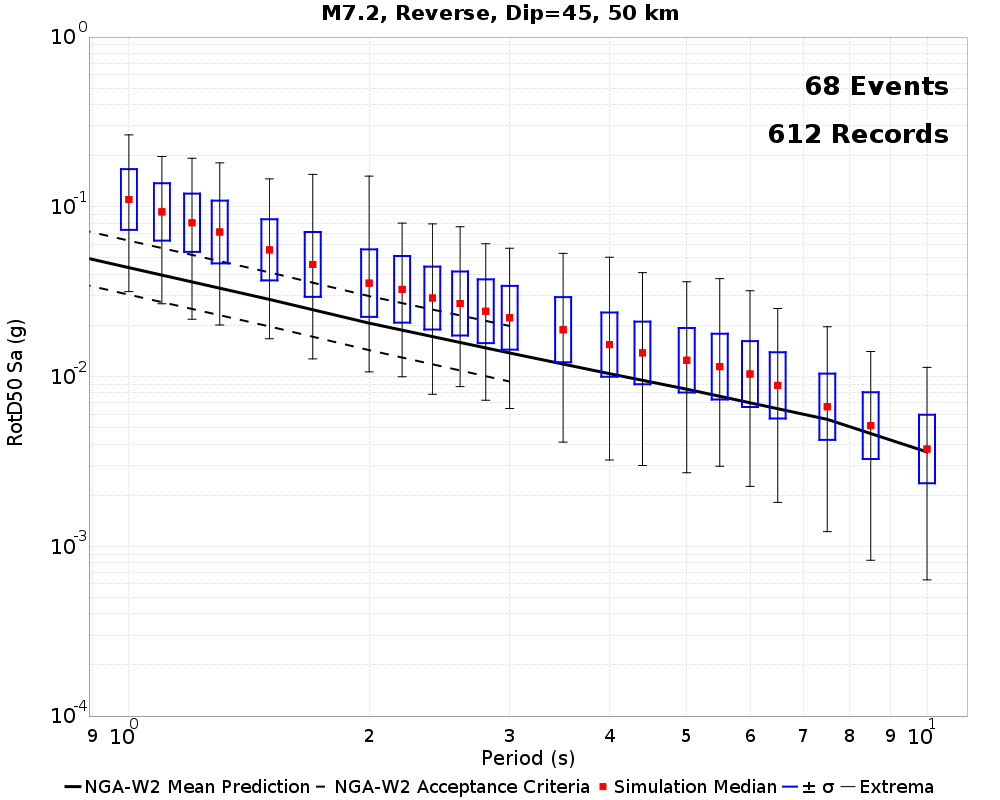 M7.2, Reverse, Dip=45, 50 km
68 Events
612 Records
RotD50 Sa (g)
10^0
10^-1
10^-2
10^-3
10^-4
9 10^0 2 3 4 5 6 7 8 9 10^1
Period (s)
NGA-W2 Mean Prediction NGA-W2 Acceptance Criteria Simulation Median ± σ Extrema